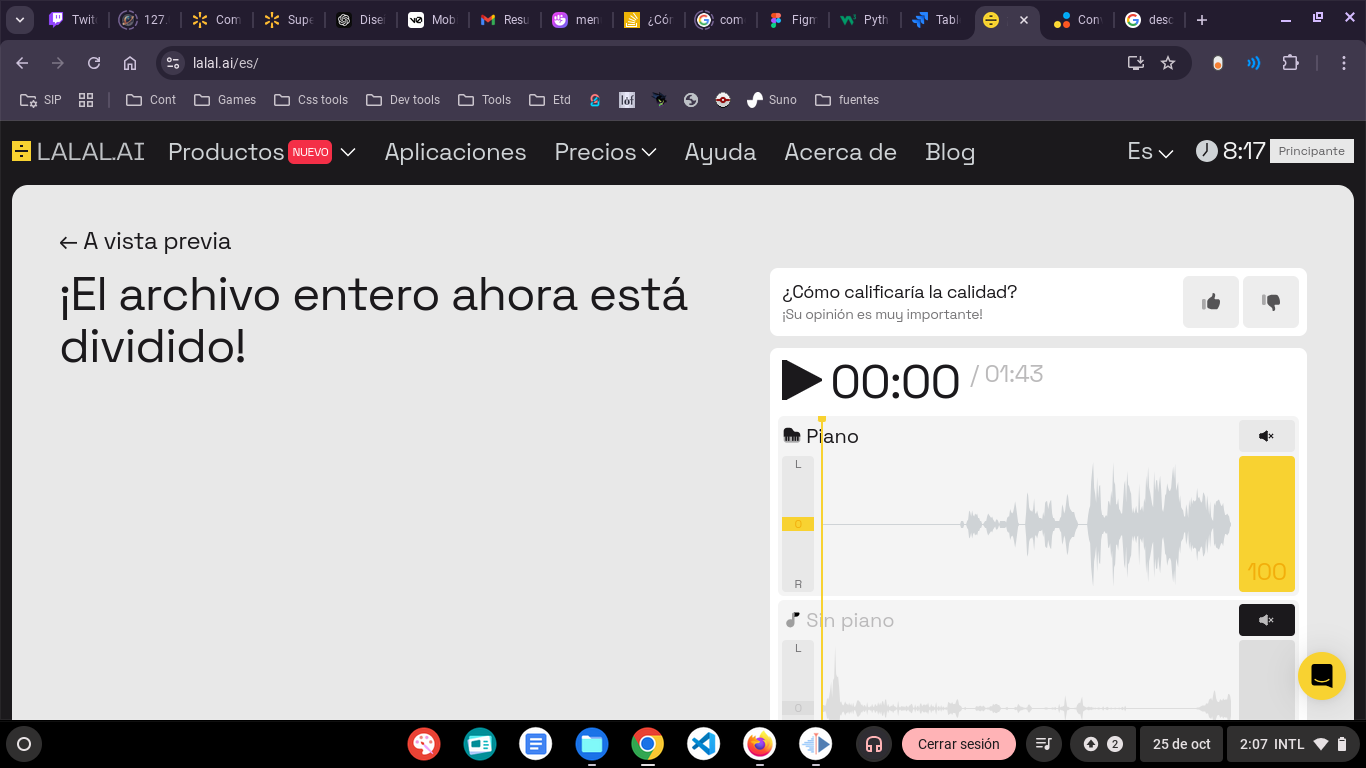 Twit
127.
Com
Supe
Dise
Mob
Resu
men
¿Cór
com
Figm
Pyth
Tabl
Con
desc
lalal.ai/es/
SIP
Cont
Games
Css tools
Dev tools
Tools
Etd
lof
Suno
fuentes
LALAL.AI
Productos NUEVO
Aplicaciones
Precios
Ayuda
Acerca de
Blog
Es
8:17
Principante
← A vista previa
¡El archivo entero ahora está
dividido!
¿Cómo calificaría la calidad?
¡Su opinión es muy importante!
00:00 / 01:43
Piano
L
0
R
100
Sin piano
L
0
Cerrar sesión
2
25 de oct
2:07 INTL